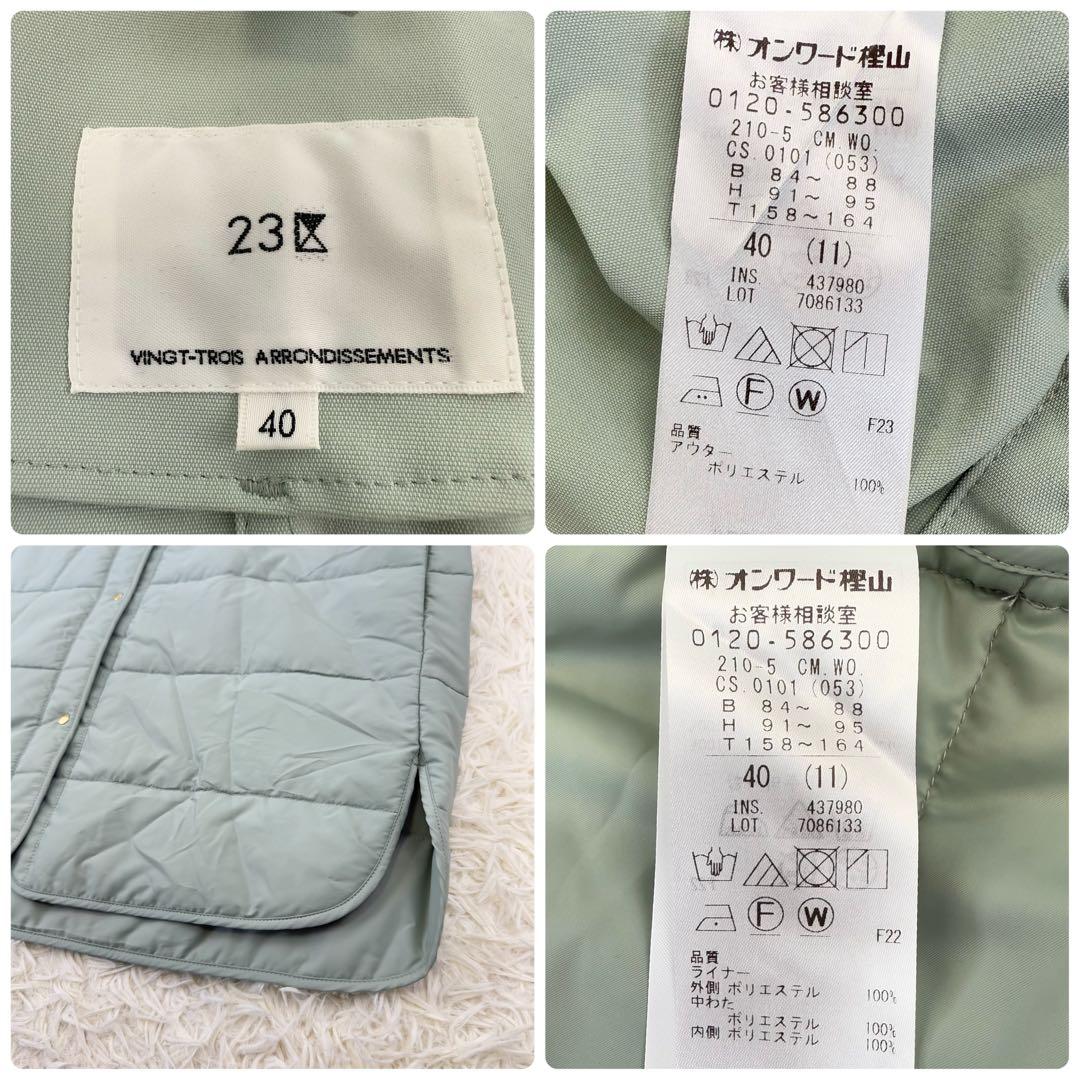 23区
VINGT-TROIS ARRONDISSEMENTS
40
㈱オンワード樫山
お客様相談室
0120-586300
210-5 CM.WO.
CS.0101(053)
B 84～ 88
H 91～ 95
T158～164
40 (11)
INS. 437980
LOT 7086133
F W
F23
品質
アウター
ポリエステル 100%
㈱オンワード樫山
お客様相談室
0120-586300
210-5 CM.WO.
CS.0101(053)
B 84～ 88
H 91～ 95
T158～164
40 (11)
INS. 437980
LOT 7086133
F W
F22
品質
ライナー
外側 ポリエステル 100%
中わた
ポリエステル 100%
内側 ポリエステル 100%